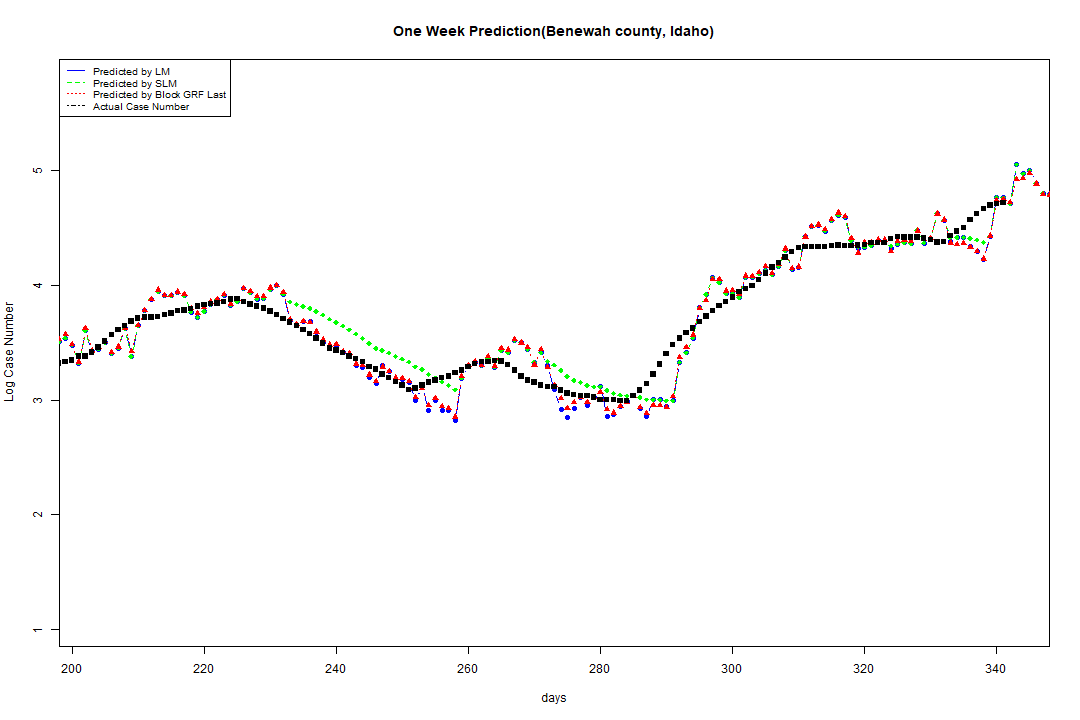 One Week Prediction(Benewah county, Idaho)
Predicted by LM
Predicted by SLM
Predicted by Block GRF Last
Actual Case Number
Log Case Number
5
4
3
2
1
200 220 240 260 280 300 320 340
days